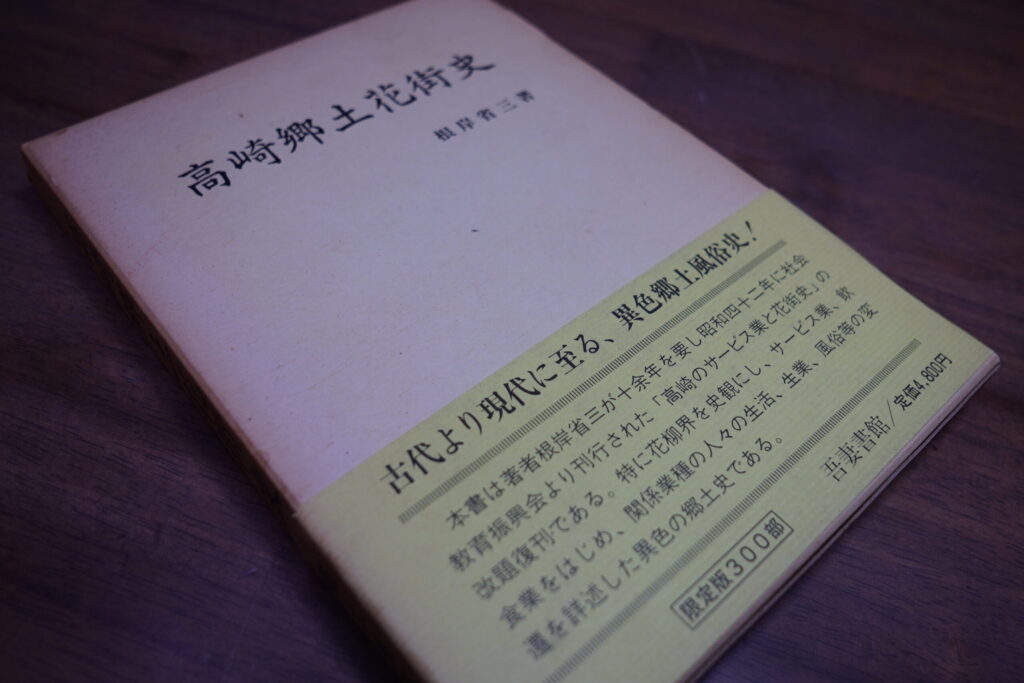 高崎郷土花街史
根岸省三著
古代より現代に至る、異色郷土風俗史！
本書は著者根岸省三が十余年を要し昭和四十二年に社会
教育振興会より刊行された「高崎のサービス業と花街史」の
改題復刊である。特に花柳界を史観にし、サービス業、飲
食業をはじめ、関係業種の人々の生活、生業、風俗等の変
遷を詳述した異色の郷土史である。
吾妻書館／定価4,800円
限定版300部